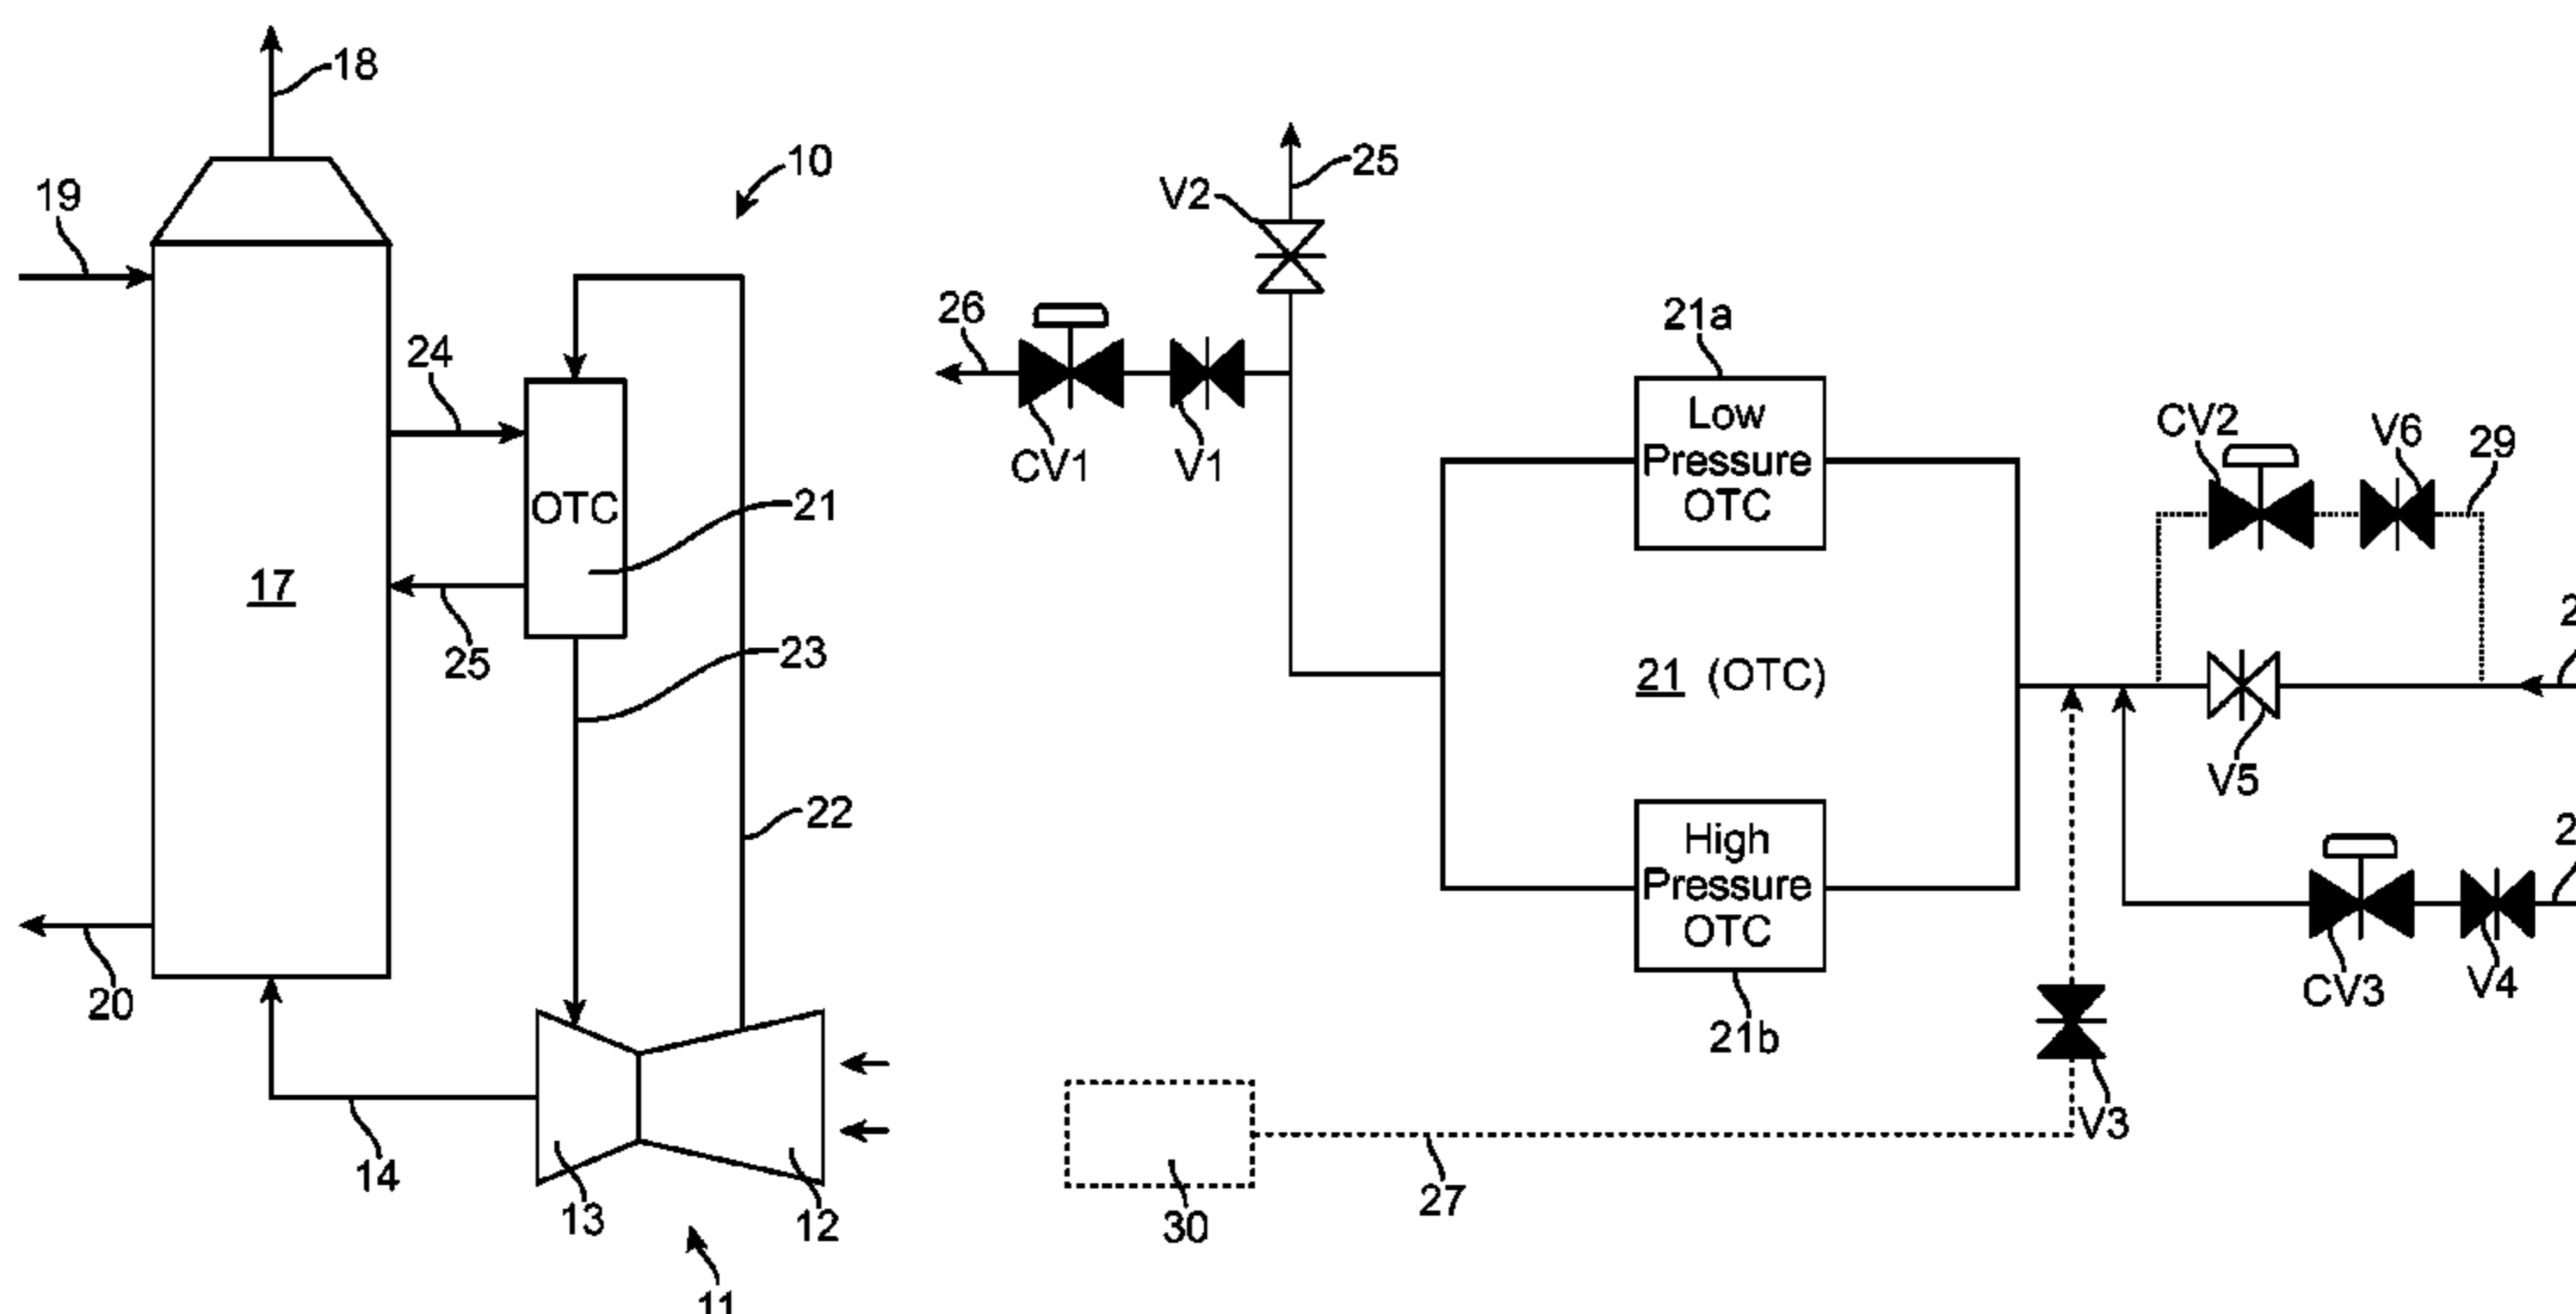 18
10
19
25
V2
26
21a
24
Low
Pressure
OTC
CV2
V6
29
CV1
V1
OTC
21
17
25
23
21 (OTC)
V5
22
High
Pressure
OTC
CV3
V4
20
21b
V3
14
13
12
30
27
11